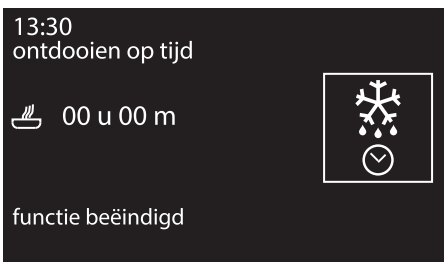 13:30
ontdooien op tijd
00 u 00 m
functie beëindigd